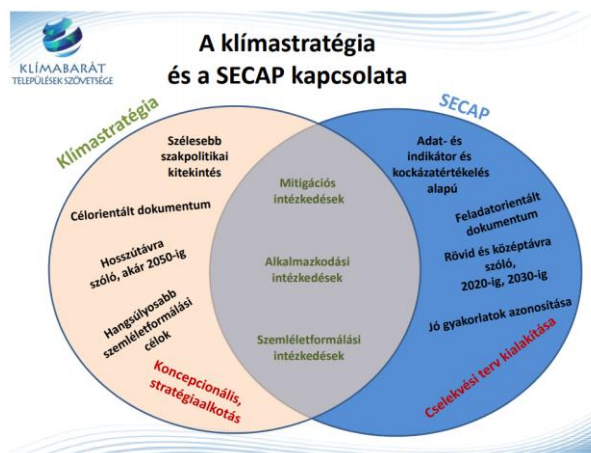 KLÍMABARÁT
TELEPÜLÉSEK SZÖVETSÉGE
A klímastratégia
és a SECAP kapcsolata
Klímastratégia
Szélesebb
szakpolitikai
kitekintés
Célorientált dokumentum
Hosszútávra
szóló, akár 2050-ig
Hangsúlyosabb
szemléletformálási
célok
Koncepcionális,
stratégiaalkotás
Mitigációs
intézkedések
Alkalmazkodási
intézkedések
Szemléletformálási
intézkedések
SECAP
Adat- és
indikátor és
kockázatértékelés
alapú
Feladatorientált
dokumentum
Rövid és középtávra
szóló,
2020-ig, 2030-ig
Jó gyakorlatok azonosítása
Cselekvési terv kialakítása